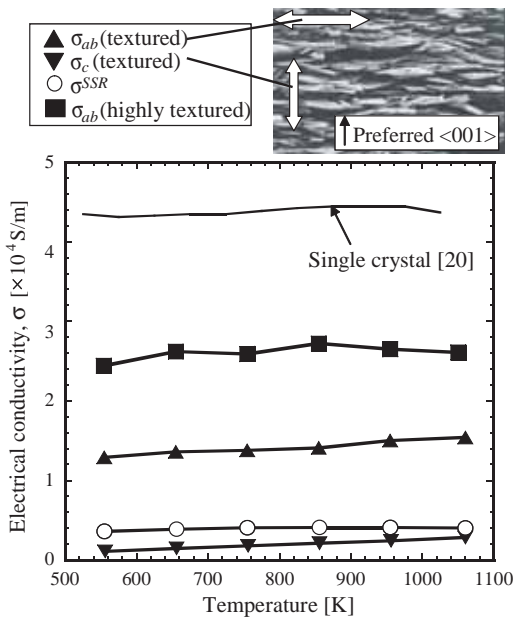 σab(textured)
σc(textured)
σSSR
σab(highly textured)
Preferred <001>
5
4
3
2
1
0
Electrical conductivity, σ [×10⁴ S/m]
Single crystal [20]
500 600 700 800 900 1000 1100
Temperature [K]